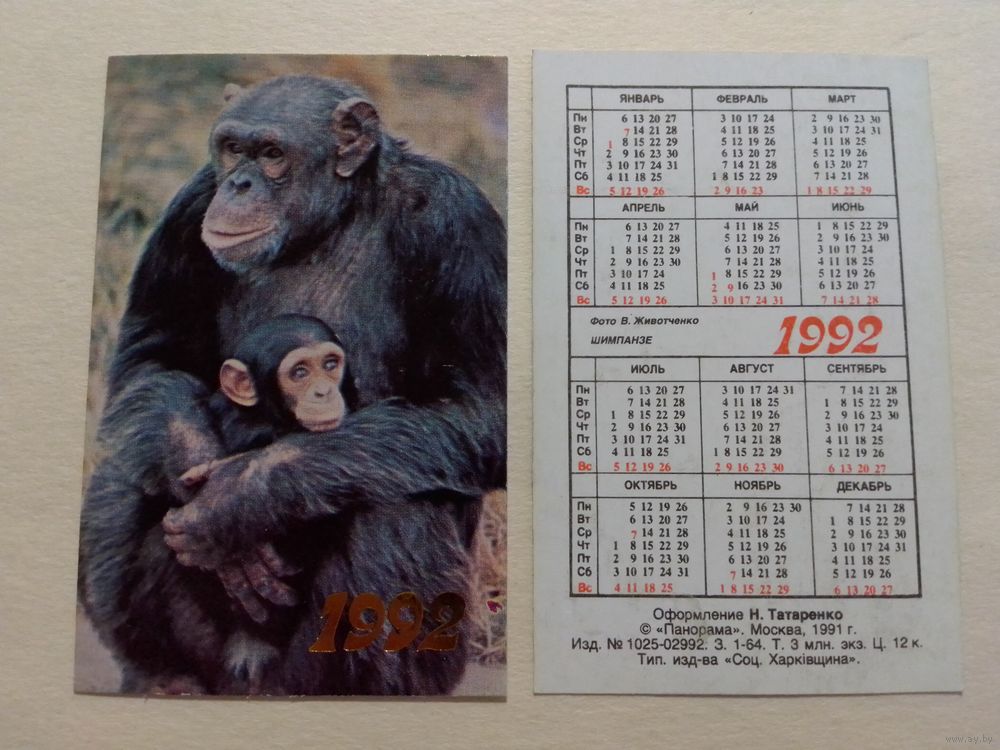 1992
ЯНВАРЬ ФЕВРАЛЬ МАРТ
Пн 6 13 20 27 3 10 17 24 2 9 16 23 30
Вт 7 14 21 28 4 11 18 25 3 10 17 24 31
Ср 1 8 15 22 29 5 12 19 26 4 11 18 25
Чт 2 9 16 23 30 6 13 20 27 5 12 19 26
Пт 3 10 17 24 31 7 14 21 28 6 13 20 27
Сб 4 11 18 25 1 8 15 22 29 7 14 21 28
Вс 5 12 19 26 2 9 16 23 1 8 15 22 29
АПРЕЛЬ МАЙ ИЮНЬ
Пн 6 13 20 27 4 11 18 25 1 8 15 22 29
Вт 7 14 21 28 5 12 19 26 2 9 16 23 30
Ср 1 8 15 22 29 6 13 20 27 3 10 17 24
Чт 2 9 16 23 30 7 14 21 28 4 11 18 25
Пт 3 10 17 24 1 8 15 22 29 5 12 19 26
Сб 4 11 18 25 2 9 16 23 30 6 13 20 27
Вс 5 12 19 26 3 10 17 24 31 7 14 21 28
Фото В. Животченко
ШИМПАНЗЕ
1992
ИЮЛЬ АВГУСТ СЕНТЯБРЬ
Пн 6 13 20 27 3 10 17 24 31 7 14 21 28
Вт 7 14 21 28 4 11 18 25 1 8 15 22 29
Ср 1 8 15 22 29 5 12 19 26 2 9 16 23 30
Чт 2 9 16 23 30 6 13 20 27 3 10 17 24
Пт 3 10 17 24 31 7 14 21 28 4 11 18 25
Сб 4 11 18 25 1 8 15 22 29 5 12 19 26
Вс 5 12 19 26 2 9 16 23 30 6 13 20 27
ОКТЯБРЬ НОЯБРЬ ДЕКАБРЬ
Пн 5 12 19 26 2 9 16 23 30 7 14 21 28
Вт 6 13 20 27 3 10 17 24 1 8 15 22 29
Ср 7 14 21 28 4 11 18 25 2 9 16 23 30
Чт 1 8 15 22 29 5 12 19 26 3 10 17 24 31
Пт 2 9 16 23 30 6 13 20 27 4 11 18 25
Сб 3 10 17 24 31 7 14 21 28 5 12 19 26
Вс 4 11 18 25 1 8 15 22 29 6 13 20 27
Оформление Н. Татаренко
© «Панорама». Москва, 1991 г.
Изд. № 1025-02992. З. 1-64. Т. 3 млн. экз. Ц. 12 к.
Тип. изд-ва «Соц. Харківщина».
www.ay.by